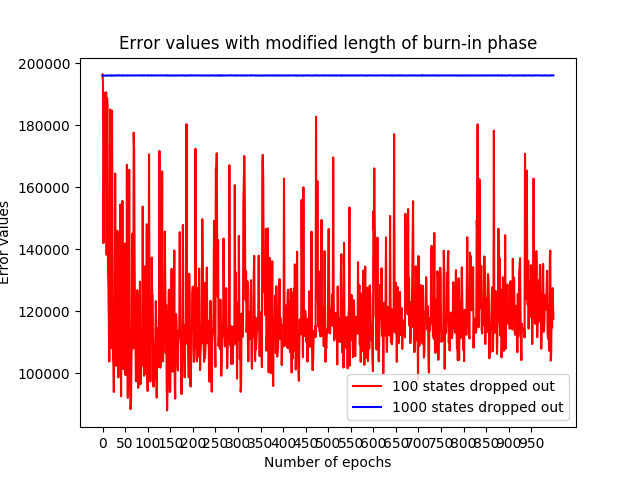 Error values with modified length of burn-in phase
200000
180000
160000
140000
120000
100000
Error values
100 states dropped out
1000 states dropped out
0 50 100 150 200 250 300 350 400 450 500 550 600 650 700 750 800 850 900 950
Number of epochs